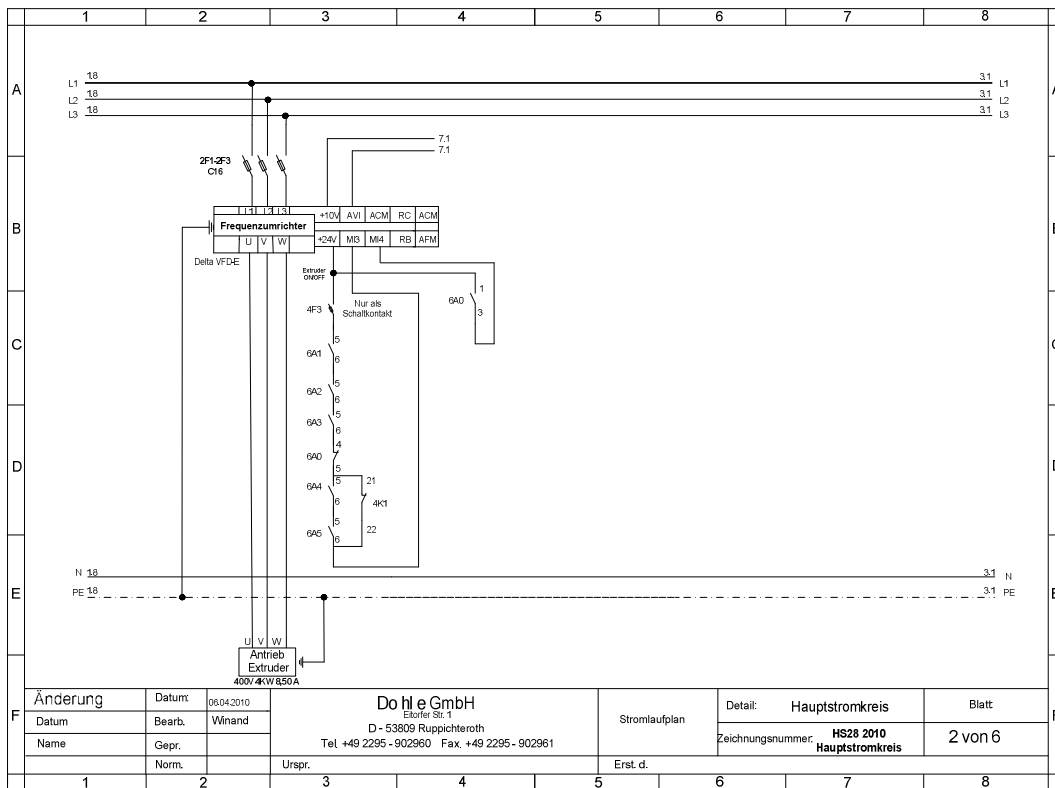 1 2 3 4 5 6 7 8
A
L1 1.8 3.1 L1
L2 1.8 3.1 L2
L3 1.8 3.1 L3
7.1
7.1
2F1-2F3
C16
B
L1 L2 L3 +10V AVI ACM RC ACM
Frequenzumrichter
U V W +24V MI3 MI4 RB AFM
Delta VFD-E
Extruder
ON/OFF
4F3
Nur als
Schaltkontakt
6A0 1
3
C
6A1 5
6
6A2 5
6
6A3 5
6
D
6A0 4
5
6A4 5
6
21
4K1
22
6A5 5
6
N 1.8 3.1 N
E
PE 1.8 3.1 PE
U V W
Antrieb
Extruder
400V 4KW 8,50A
F
Änderung
Datum
Name
Datum: 06.04.2010
Bearb. Winand
Gepr.
Norm.
Dohle GmbH
Eitorfer Str. 1
D - 53809 Ruppichteroth
Tel. +49 2295 - 902960 Fax. +49 2295 - 902961
Urspr.
Stromlaufplan
Erst. d.
Detail: Hauptstromkreis
Zeichnungsnummer: HS28 2010
Hauptstromkreis
Blatt
2 von 6
1 2 3 4 5 6 7 8